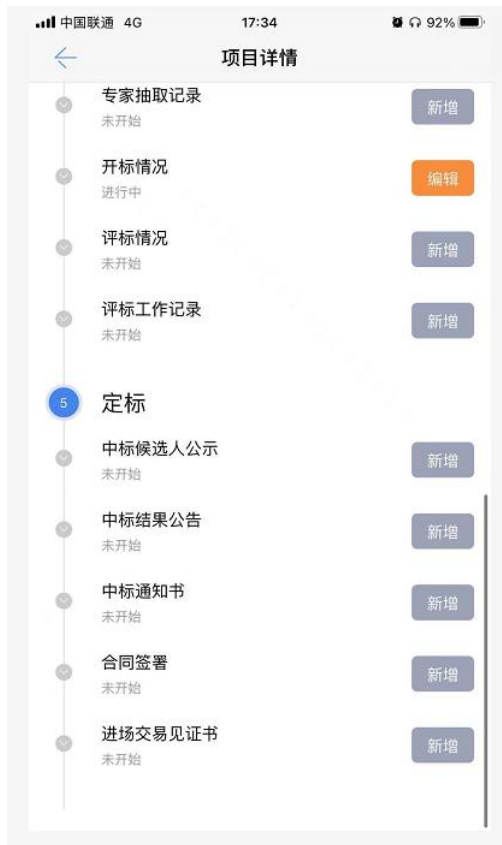 中国联通 4G 17:34 92%
项目详情
专家抽取记录
新增
未开始
开标情况
编辑
进行中
评标情况
新增
未开始
评标工作记录
新增
未开始
5 定标
中标候选人公示
新增
未开始
中标结果公告
新增
未开始
中标通知书
新增
未开始
合同签署
新增
未开始
进场交易见证书
新增
未开始